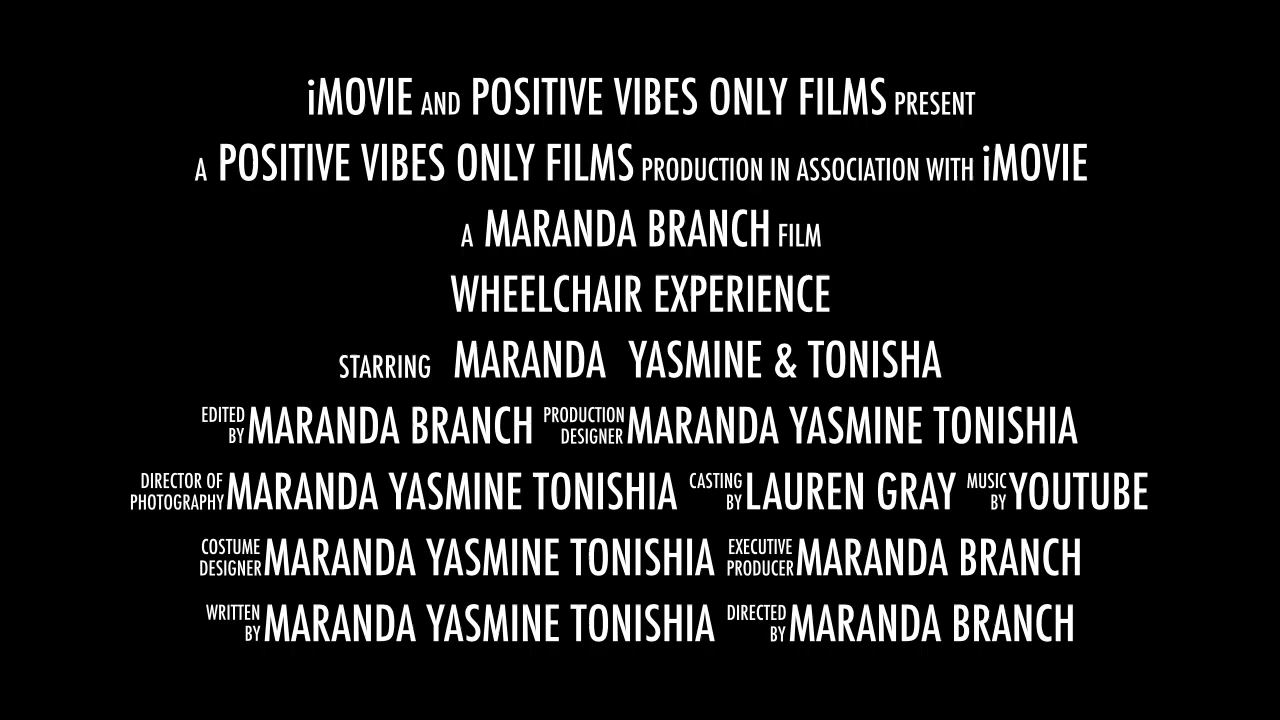 iMOVIE AND POSITIVE VIBES ONLY FILMS PRESENT
A POSITIVE VIBES ONLY FILMS PRODUCTION IN ASSOCIATION WITH iMOVIE
A MARANDA BRANCH FILM
WHEELCHAIR EXPERIENCE
STARRING MARANDA YASMINE & TONISHA
EDITED BY MARANDA BRANCH PRODUCTION DESIGNER MARANDA YASMINE TONISHIA
DIRECTOR OF PHOTOGRAPHY MARANDA YASMINE TONISHIA CASTING BY LAUREN GRAY MUSIC BY YOUTUBE
COSTUME DESIGNER MARANDA YASMINE TONISHIA EXECUTIVE PRODUCER MARANDA BRANCH
WRITTEN BY MARANDA YASMINE TONISHIA DIRECTED BY MARANDA BRANCH